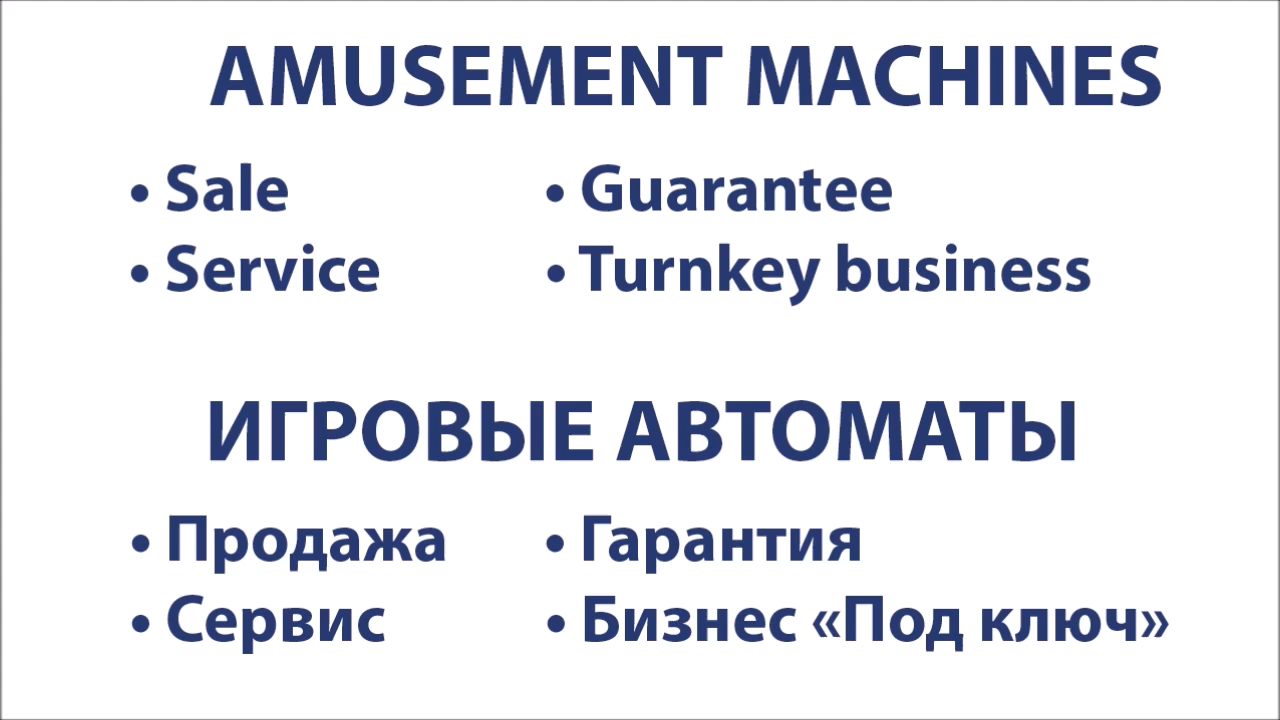 AMUSEMENT MACHINES
• Sale • Guarantee
• Service • Turnkey business
ИГРОВЫЕ АВТОМАТЫ
• Продажа • Гарантия
• Сервис • Бизнес «Под ключ»